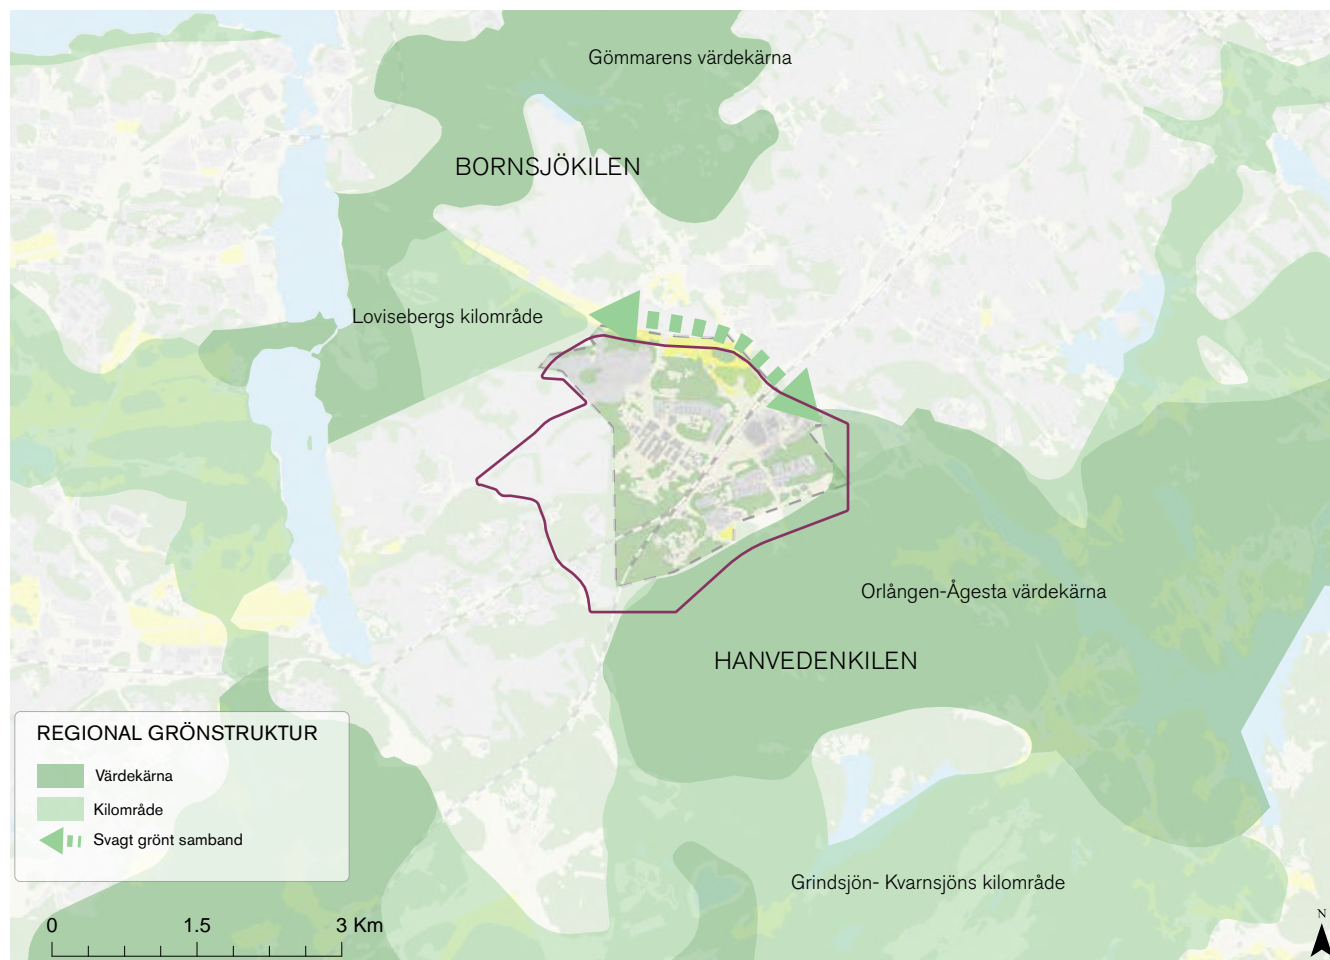 Gömmarens värdekärna
BORNSJÖKILEN
Lovisebergs kilområde
Orlången-Ågesta värdekärna
HANVEDENKILEN
REGIONAL GRÖNSTRUKTUR
Värdekärna
Kilområde
Svagt grönt samband
Grindsjön- Kvarnsjöns kilområde
0 1.5 3 Km
N